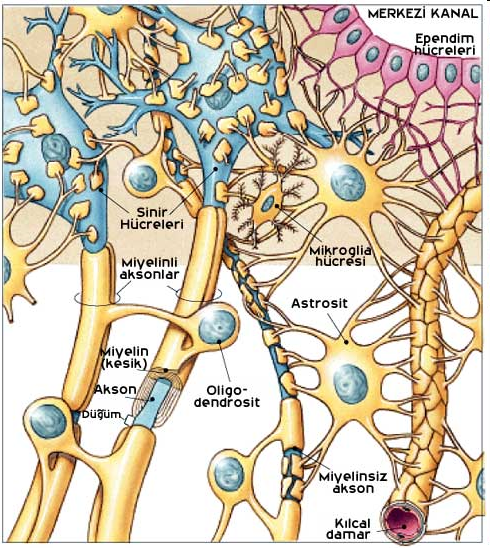 MERKEZİ KANAL
Ependim
hücreleri
Sinir
Hücreleri
Mikroglia
hücresi
Miyelinli
aksonlar
Astrosit
Miyelin
(kesik)
Akson
Oligo-
dendrosit
Düğüm
Miyelinsiz
akson
Kılcal
damar